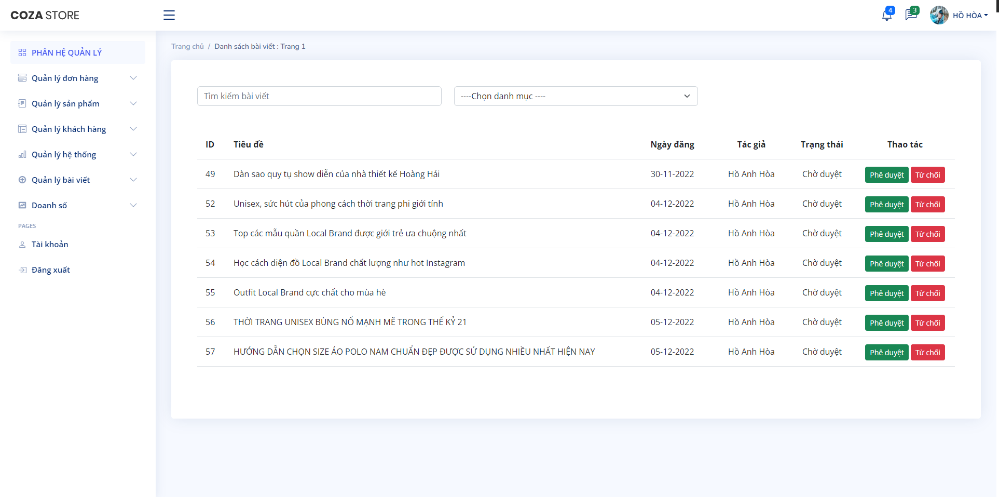 COZA STORE
4
3
HỒ HÒA
PHÂN HỆ QUẢN LÝ
Quản lý đơn hàng
Quản lý sản phẩm
Quản lý khách hàng
Quản lý hệ thống
Quản lý bài viết
Doanh số
PAGES
Tài khoản
Đăng xuất
Trang chủ / Danh sách bài viết : Trang 1
Tìm kiếm bài viết
----Chọn danh mục ----
ID Tiêu đề Ngày đăng Tác giả Trạng thái Thao tác
49 Dàn sao quy tụ show diễn của nhà thiết kế Hoàng Hải 30-11-2022 Hồ Anh Hòa Chờ duyệt Phê duyệt Từ chối
52 Unisex, sức hút của phong cách thời trang phi giới tính 04-12-2022 Hồ Anh Hòa Chờ duyệt Phê duyệt Từ chối
53 Top các mẫu quần Local Brand được giới trẻ ưa chuộng nhất 04-12-2022 Hồ Anh Hòa Chờ duyệt Phê duyệt Từ chối
54 Học cách diện đồ Local Brand chất lượng như hot Instagram 04-12-2022 Hồ Anh Hòa Chờ duyệt Phê duyệt Từ chối
55 Outfit Local Brand cực chất cho mùa hè 04-12-2022 Hồ Anh Hòa Chờ duyệt Phê duyệt Từ chối
56 THỜI TRANG UNISEX BÙNG NỔ MẠNH MẼ TRONG THẾ KỶ 21 05-12-2022 Hồ Anh Hòa Chờ duyệt Phê duyệt Từ chối
57 HƯỚNG DẪN CHỌN SIZE ÁO POLO NAM CHUẨN ĐẸP ĐƯỢC SỬ DỤNG NHIỀU NHẤT HIỆN NAY 05-12-2022 Hồ Anh Hòa Chờ duyệt Phê duyệt Từ chối